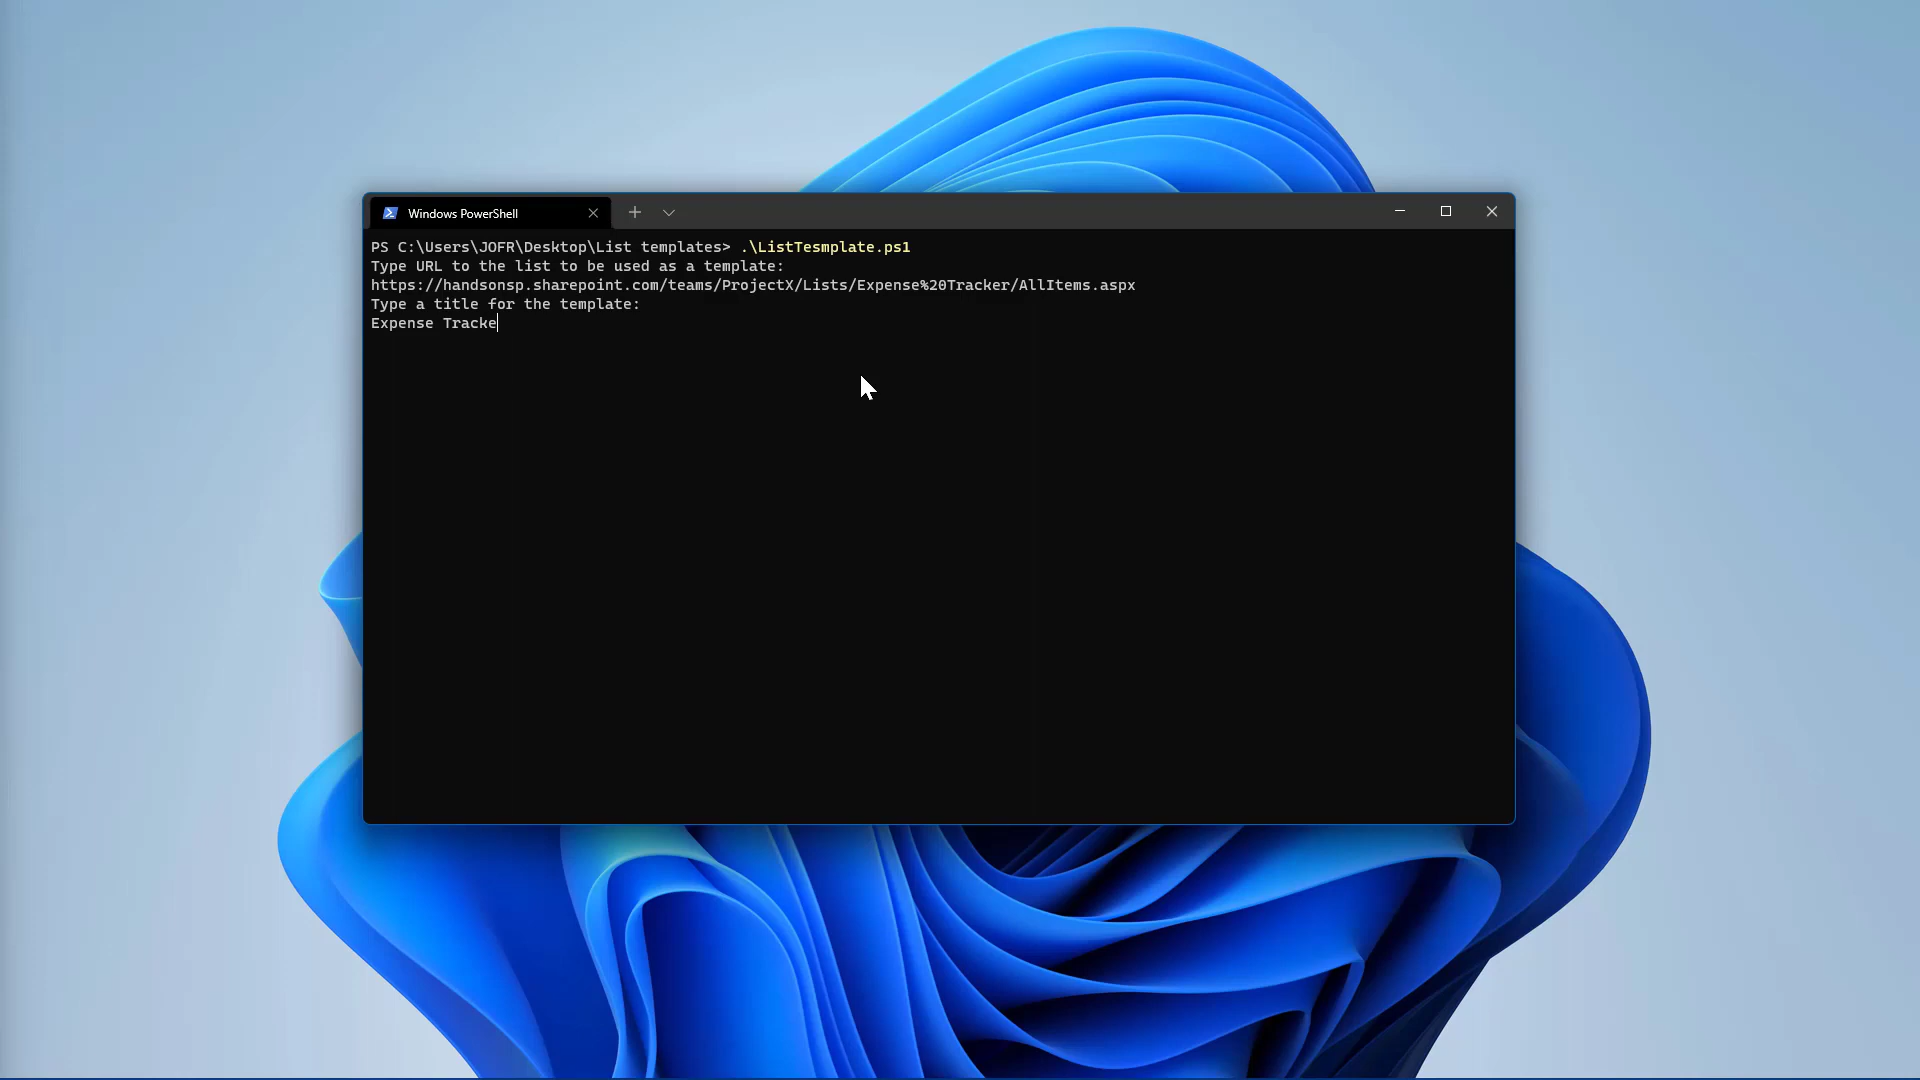 Windows PowerShell
PS C:\Users\JOFR\Desktop\List templates> .\ListTesmplate.ps1
Type URL to the list to be used as a template:
https://handsonsp.sharepoint.com/teams/ProjectX/Lists/Expense%20Tracker/AllItems.aspx
Type a title for the template:
Expense Tracke